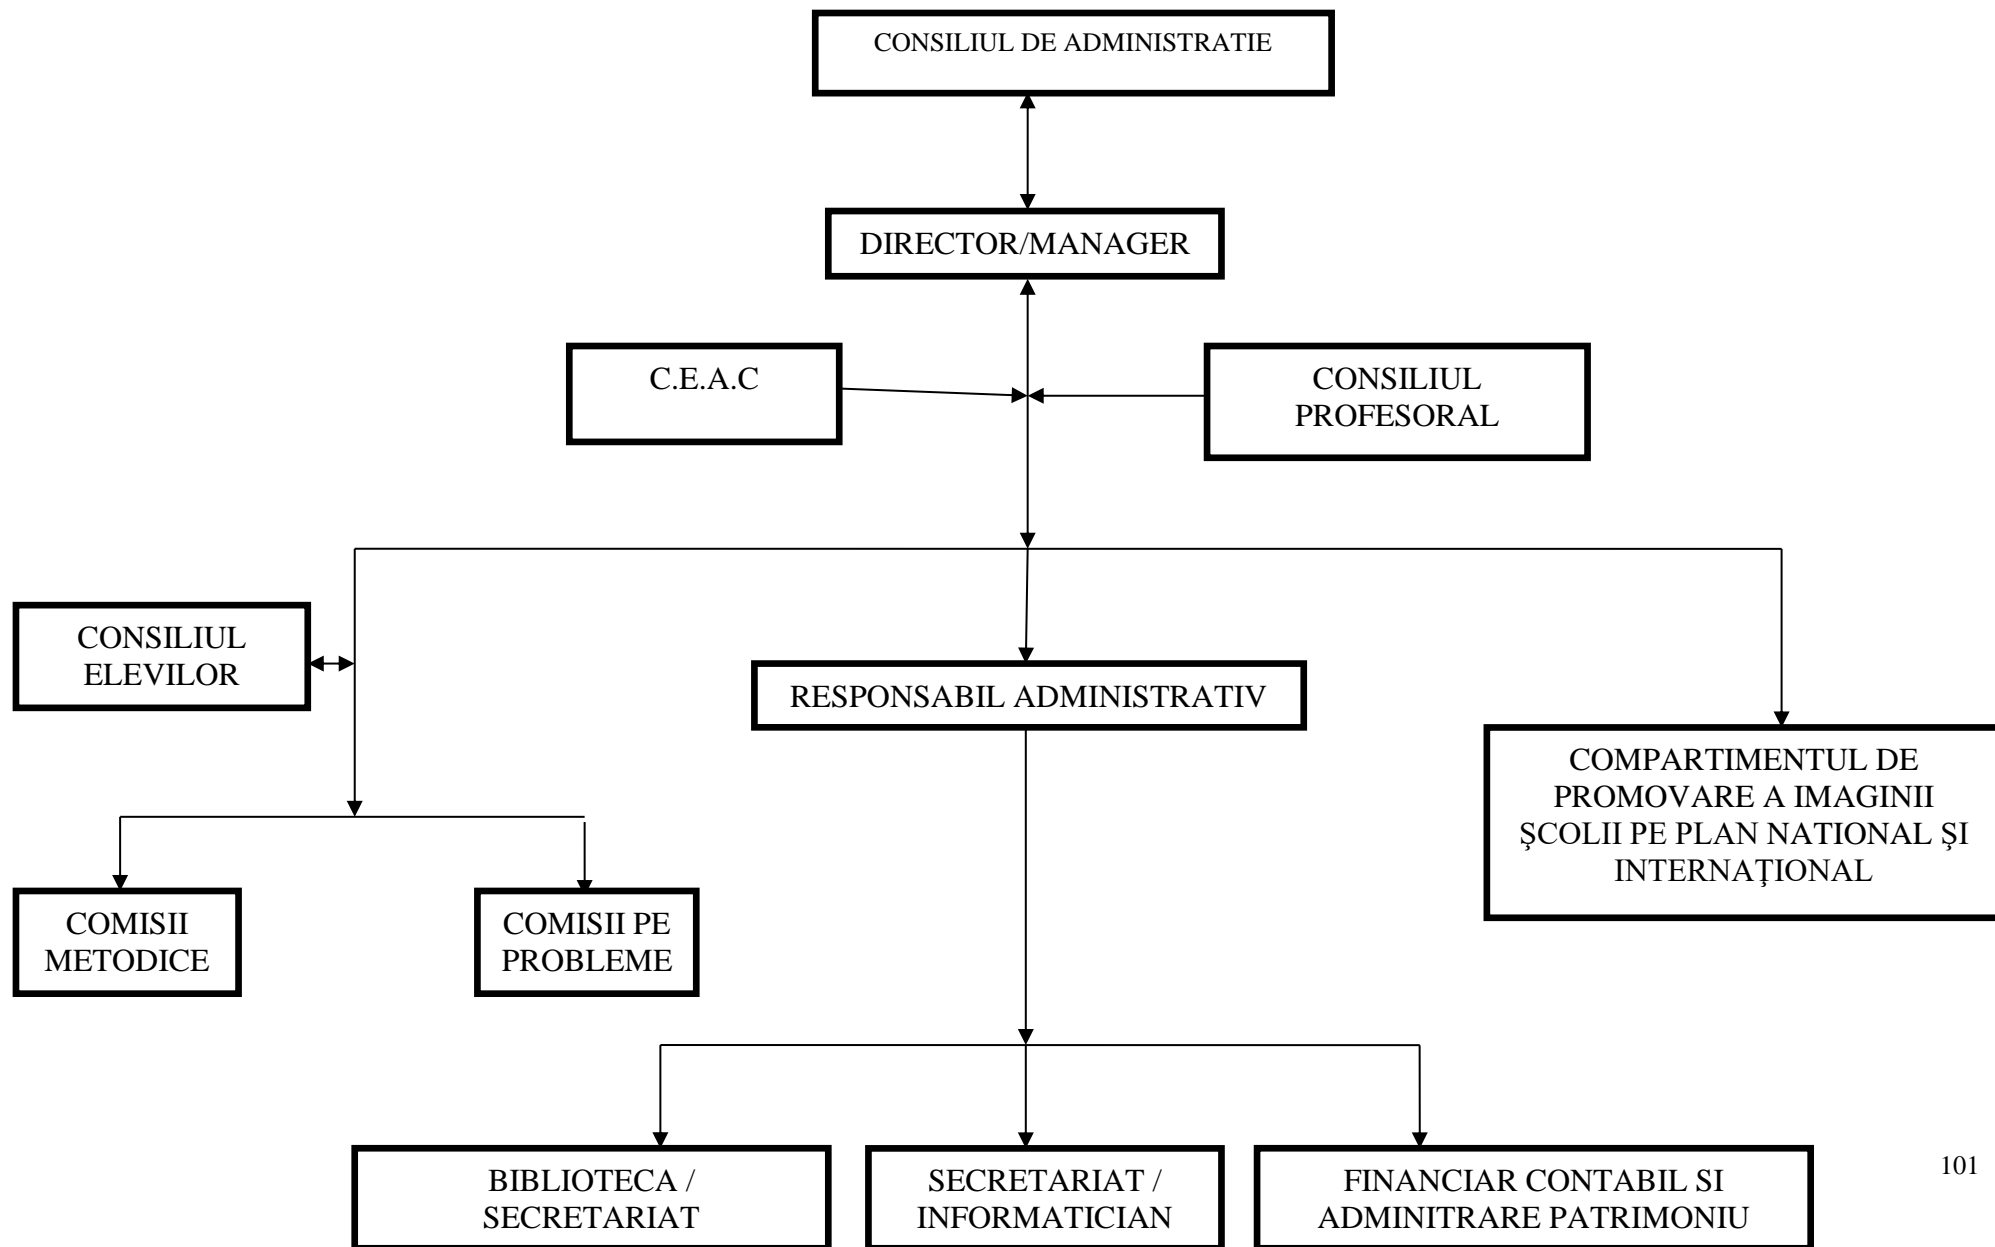 CONSILIUL DE ADMINISTRATIE
DIRECTOR/MANAGER
C.E.A.C
CONSILIUL
PROFESORAL
CONSILIUL
ELEVILOR
RESPONSABIL ADMINISTRATIV
COMPARTIMENTUL DE
PROMOVARE A IMAGINII
ŞCOLII PE PLAN NATIONAL ŞI
INTERNAŢIONAL
COMISII
METODICE
COMISII PE
PROBLEME
BIBLIOTECA /
SECRETARIAT
SECRETARIAT /
INFORMATICIAN
FINANCIAR CONTABIL SI
ADMINITRARE PATRIMONIU
101